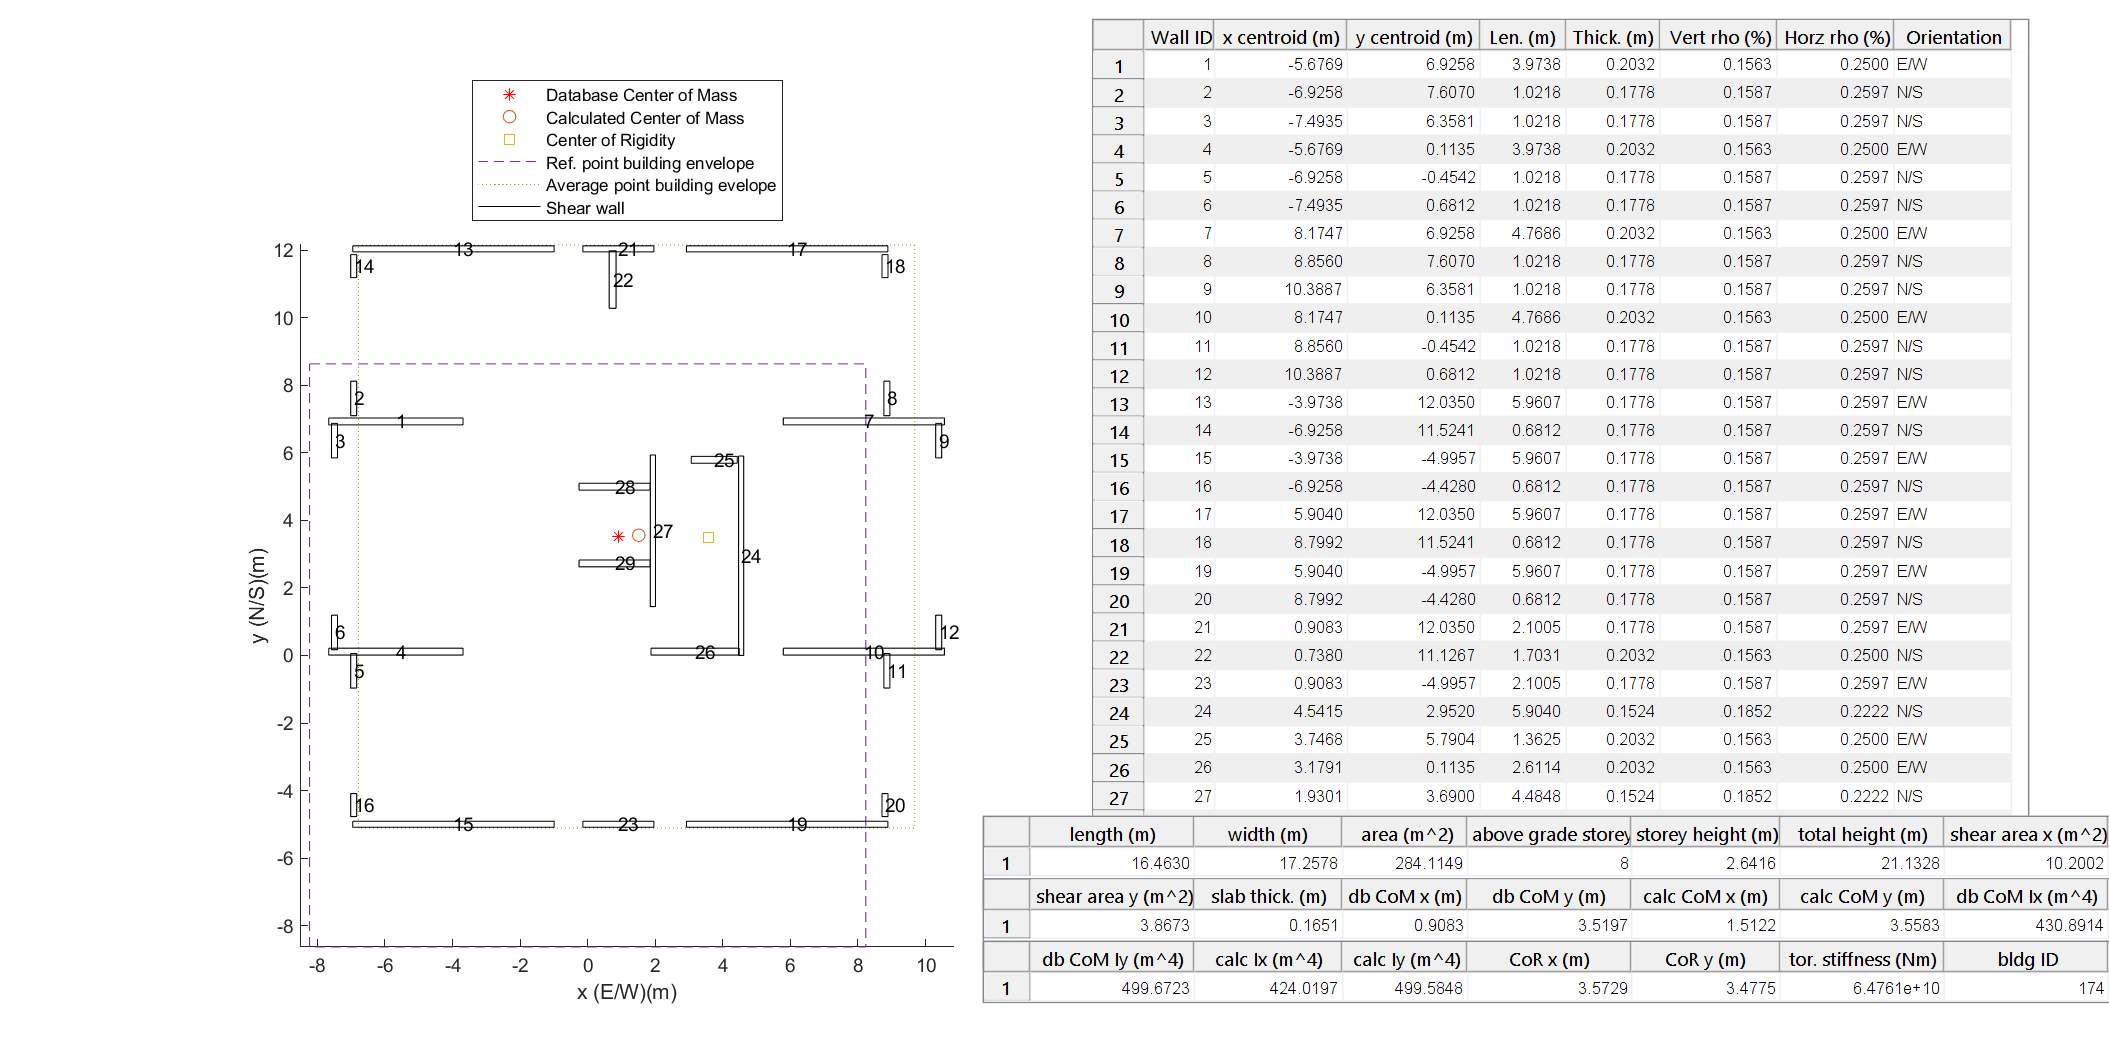 Database Center of Mass
Calculated Center of Mass
Center of Rigidity
Ref. point building envelope
Average point building evelope
Shear wall
12
10
8
6
4
2
0
-2
-4
-6
-8
y (N/S)(m)
-8 -6 -4 -2 0 2 4 6 8 10
x (E/W)(m)
13 21 17
14 22 18
2 8
1 7
3 9
25
28
27
24
29
6 12
4 26 10
5 11
16 20
15 23 19
Wall ID x centroid (m) y centroid (m) Len. (m) Thick. (m) Vert rho (%) Horz rho (%) Orientation
1 1 -5.6769 6.9258 3.9738 0.2032 0.1563 0.2500 E/W
2 2 -6.9258 7.6070 1.0218 0.1778 0.1587 0.2597 N/S
3 3 -7.4935 6.3581 1.0218 0.1778 0.1587 0.2597 N/S
4 4 -5.6769 0.1135 3.9738 0.2032 0.1563 0.2500 E/W
5 5 -6.9258 -0.4542 1.0218 0.1778 0.1587 0.2597 N/S
6 6 -7.4935 0.6812 1.0218 0.1778 0.1587 0.2597 N/S
7 7 8.1747 6.9258 4.7686 0.2032 0.1563 0.2500 E/W
8 8 8.8560 7.6070 1.0218 0.1778 0.1587 0.2597 N/S
9 9 10.3887 6.3581 1.0218 0.1778 0.1587 0.2597 N/S
10 10 8.1747 0.1135 4.7686 0.2032 0.1563 0.2500 E/W
11 11 8.8560 -0.4542 1.0218 0.1778 0.1587 0.2597 N/S
12 12 10.3887 0.6812 1.0218 0.1778 0.1587 0.2597 N/S
13 13 -3.9738 12.0350 5.9607 0.1778 0.1587 0.2597 E/W
14 14 -6.9258 11.5241 0.6812 0.1778 0.1587 0.2597 N/S
15 15 -3.9738 -4.9957 5.9607 0.1778 0.1587 0.2597 E/W
16 16 -6.9258 -4.4280 0.6812 0.1778 0.1587 0.2597 N/S
17 17 5.9040 12.0350 5.9607 0.1778 0.1587 0.2597 E/W
18 18 8.7992 11.5241 0.6812 0.1778 0.1587 0.2597 N/S
19 19 5.9040 -4.9957 5.9607 0.1778 0.1587 0.2597 E/W
20 20 8.7992 -4.4280 0.6812 0.1778 0.1587 0.2597 N/S
21 21 0.9083 12.0350 2.1005 0.1778 0.1587 0.2597 E/W
22 22 0.7380 11.1267 1.7031 0.2032 0.1563 0.2500 N/S
23 23 0.9083 -4.9957 2.1005 0.1778 0.1587 0.2597 E/W
24 24 4.5415 2.9520 5.9040 0.1524 0.1852 0.2222 N/S
25 25 3.7468 5.7904 1.3625 0.2032 0.1563 0.2500 E/W
26 26 3.1791 0.1135 2.6114 0.2032 0.1563 0.2500 E/W
27 27 1.9301 3.6900 4.4848 0.1524 0.1852 0.2222 N/S
length (m) width (m) area (m^2) above grade storey storey height (m) total height (m) shear area x (m^2)
1 16.4630 17.2578 284.1149 8 2.6416 21.1328 10.2002
shear area y (m^2) slab thick. (m) db CoM x (m) db CoM y (m) calc CoM x (m) calc CoM y (m) db CoM Ix (m^4)
1 3.8673 0.1651 0.9083 3.5197 1.5122 3.5583 430.8914
db CoM Iy (m^4) calc Ix (m^4) calc Iy (m^4) CoR x (m) CoR y (m) tor. stiffness (Nm) bldg ID
1 499.6723 424.0197 499.5848 3.5729 3.4775 6.4761e+10 174